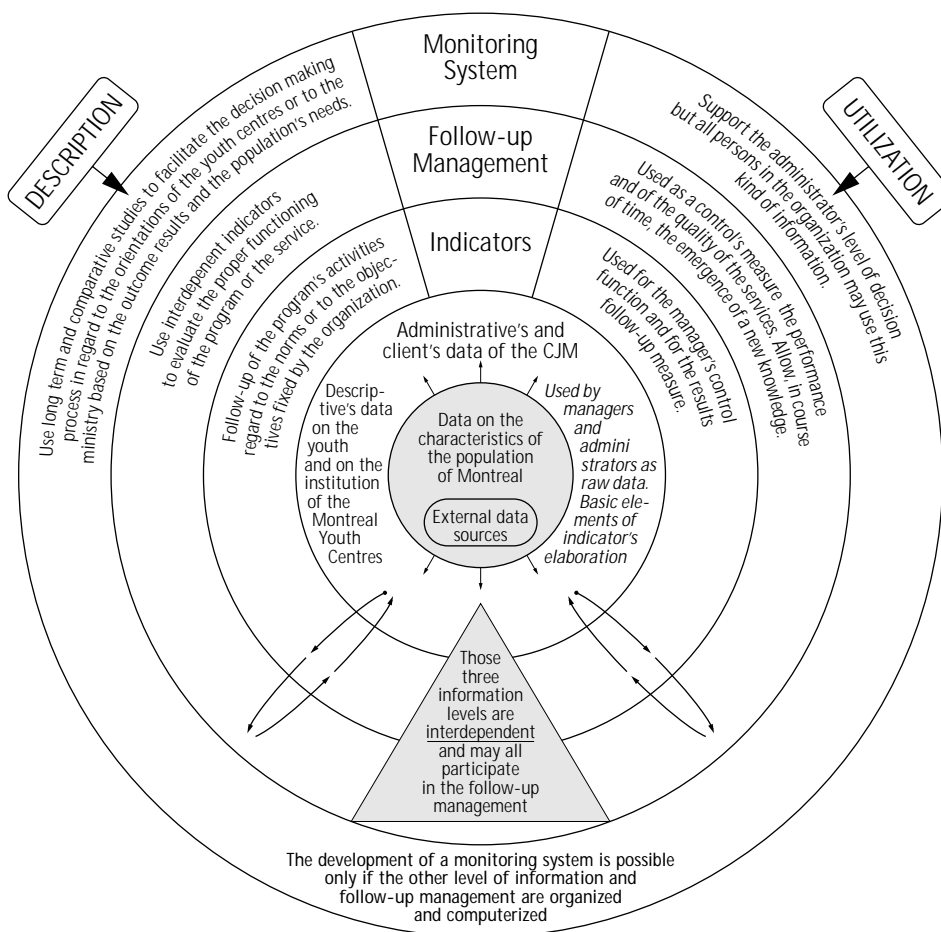 Monitoring
System
Follow-up
Management
Indicators
DESCRIPTION
Use long term and comparative studies to facilitate the decision making
process in regard to the orientations of the youth centres or to the
ministry based on the outcome results and the population's needs.
Use interdepenent indicators
to evaluate the proper functioning
of the program or the service.
Follow-up of the program's activities
regard to the norms or to the objec-
tives fixed by the organization.
UTILIZATION
Support the administrator's level of decision
but all persons in the organization may use this
kind of information.
Used as a control's measure the performance
and of the quality of the services. Allow, in course
of time, the emergence of a new knowledge.
Used for the manager's control
function and for the results
follow-up measure.
Administrative's and
client's data of the CJM
Descrip-
tive's data
on the
youth
and on the
institution
of the
Montreal
Youth
Centres
Data on the
characteristics of
the population
of Montreal
External data
sources
Used by
managers
and
admini
strators as
raw data.
Basic ele-
ments of
indicator's
elaboration
Those
three
information
levels are
interdependent
and may all
participate
in the follow-up
management
The development of a monitoring system is possible
only if the other level of information and
follow-up management are organized
and computerized